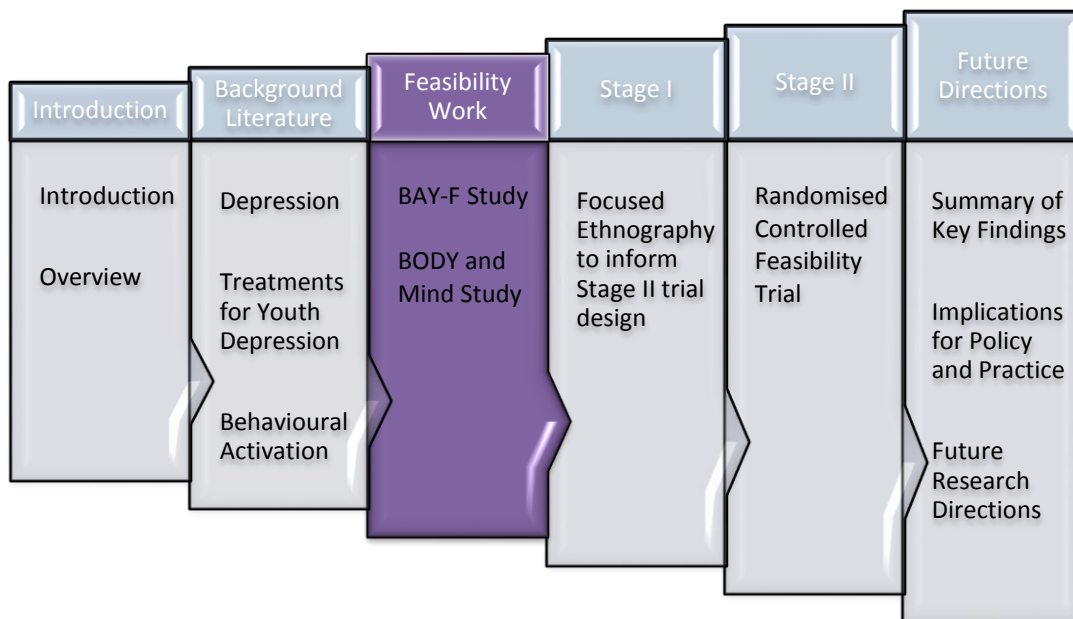 Introduction
Introduction
Overview
Background
Literature
Depression
Treatments
for Youth
Depression
Behavioural
Activation
Feasibility
Work
BAY-F Study
BODY and
Mind Study
Stage I
Focused
Ethnography
to inform
Stage II trial
design
Stage II
Randomised
Controlled
Feasibility
Trial
Future
Directions
Summary of
Key Findings
Implications
for Policy
and Practice
Future
Research
Directions